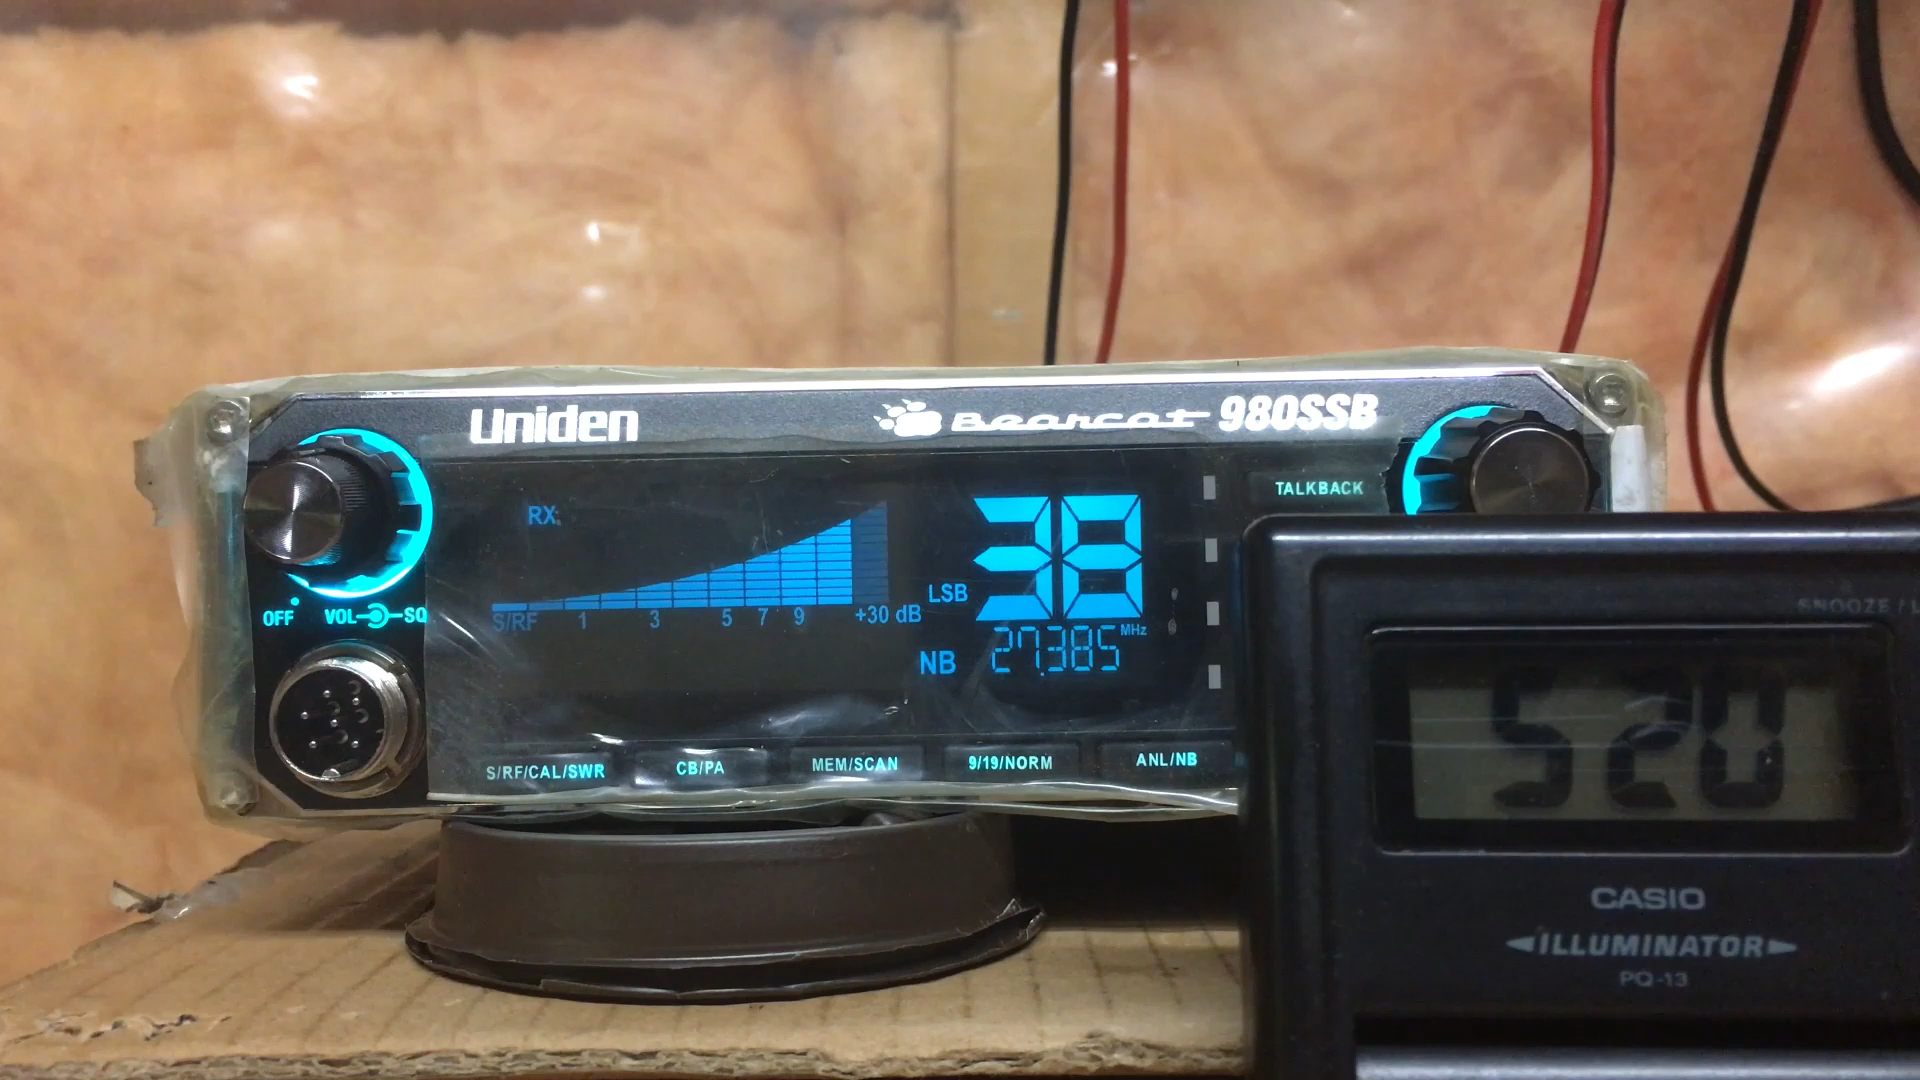 Uniden
Bearcat 980SSB
RX
TALKBACK
38
LSB
S/RF 1 3 5 7 9 +30 dB
NB
27.385 MHz
OFF VOL SQ
S/RF/CAL/SWR CB/PA MEM/SCAN 9/19/NORM ANL/NB
SNOOZE /
520
CASIO
ILLUMINATOR
PQ-13